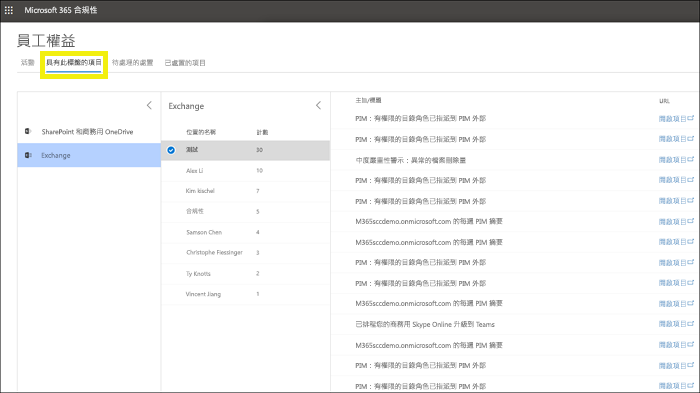 Microsoft 365 合規性
員工權益
活動 具有此標籤的項目 待處理的處置 已處置的項目
SharePoint 和商務用 OneDrive
Exchange
Exchange
位置的名稱 計數
測試 30
Alex Li 10
Kim kischel 7
合規性 5
Samson Chen 4
Christophe Fiessinger 3
Ty Knotts 2
Vincent Jiang 1
主旨/標題 URL
PIM：有權限的目錄角色已指派到 PIM 外部 開啟項目
PIM：有權限的目錄角色已指派到 PIM 外部 開啟項目
中度嚴重性警示：異常的檔案刪除量 開啟項目
PIM：有權限的目錄角色已指派到 PIM 外部 開啟項目
PIM：有權限的目錄角色已指派到 PIM 外部 開啟項目
M365sccdemo.onmicrosoft.com 的每週 PIM 摘要 開啟項目
M365sccdemo.onmicrosoft.com 的每週 PIM 摘要 開啟項目
PIM：有權限的目錄角色已指派到 PIM 外部 開啟項目
PIM：有權限的目錄角色已指派到 PIM 外部 開啟項目
M365sccdemo.onmicrosoft.com 的每週 PIM 摘要 開啟項目
已排程您的商務用 Skype Online 升級到 Teams 開啟項目
M365sccdemo.onmicrosoft.com 的每週 PIM 摘要 開啟項目
PIM：有權限的目錄角色已指派到 PIM 外部 開啟項目
PIM：有權限的目錄角色已指派到 PIM 外部 開啟項目